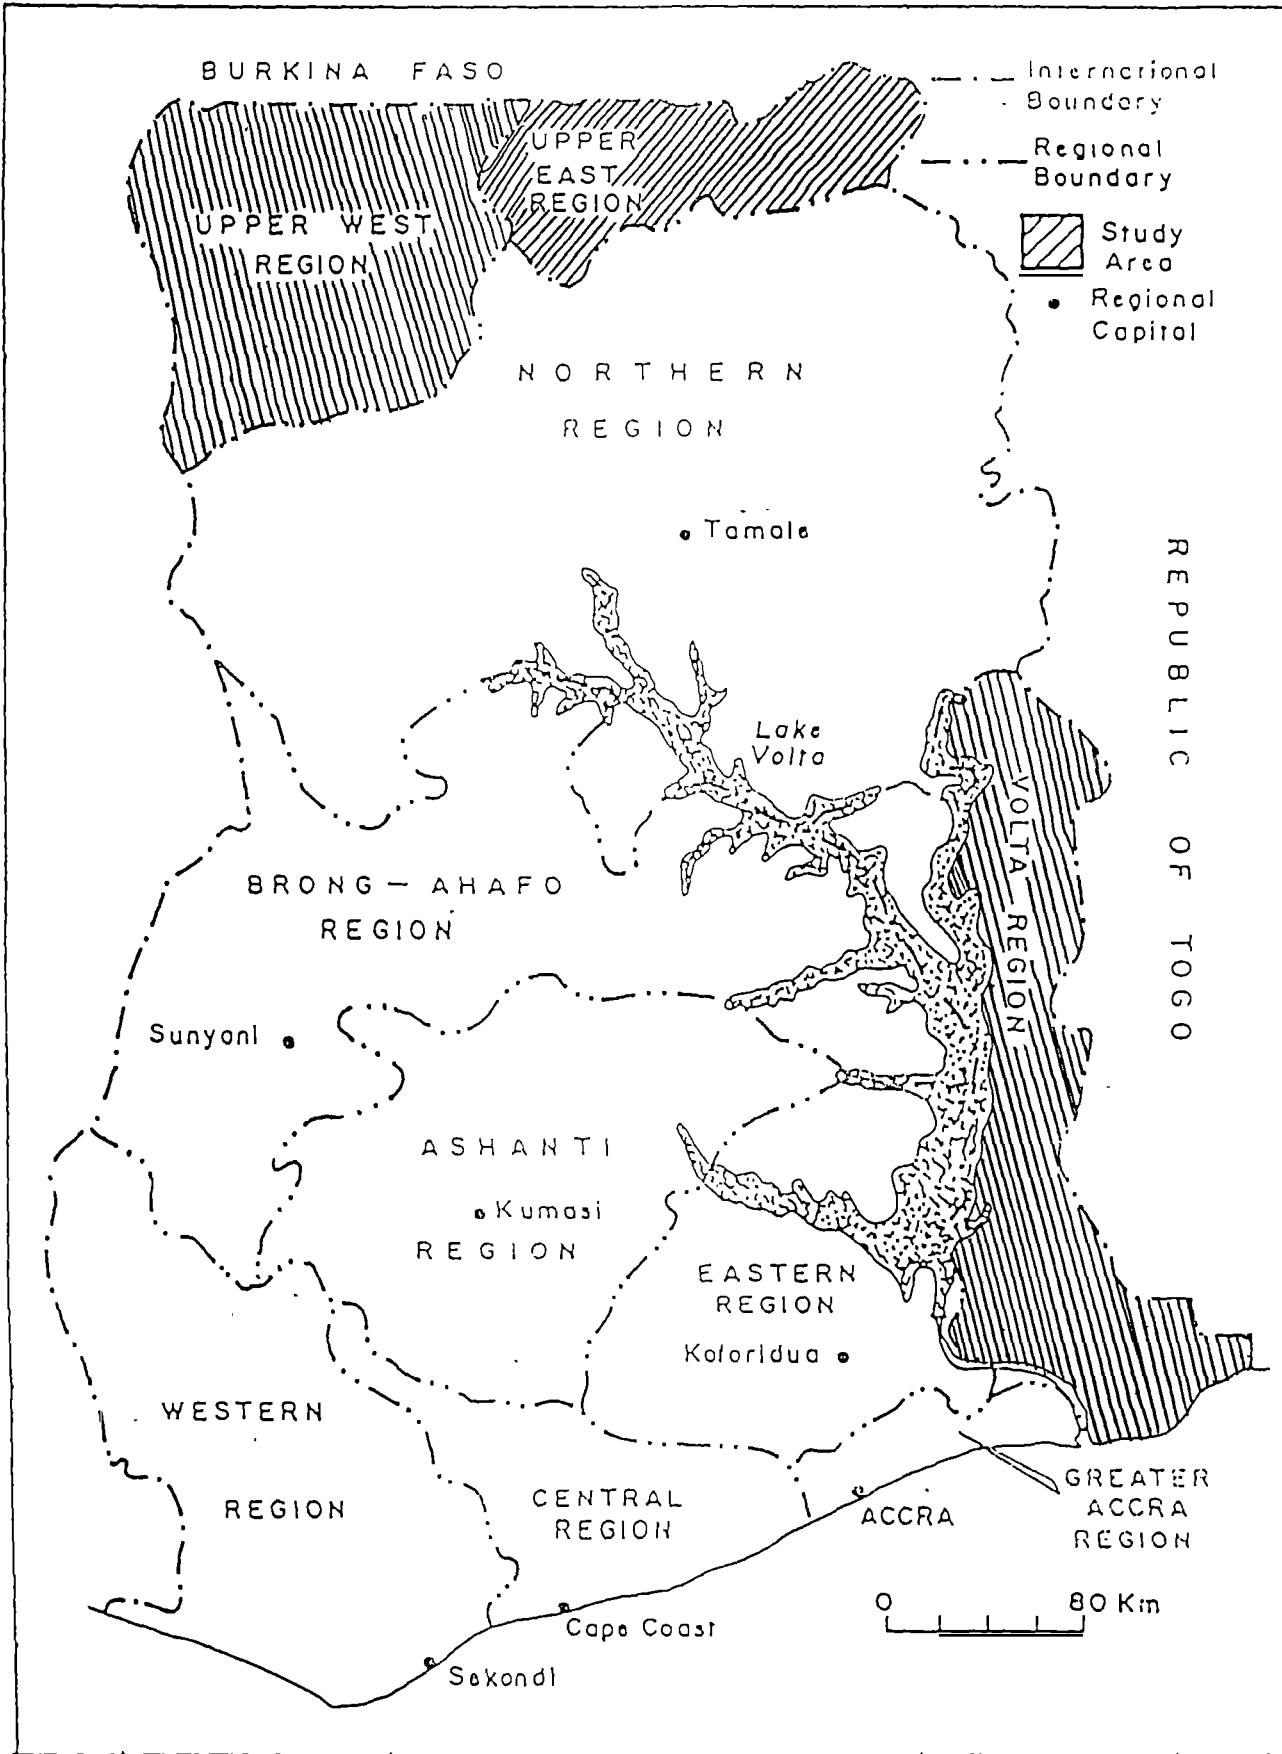 BURKINA FASO
International
Boundary
Regional
Boundary
Study
Area
Regional
Capital
UPPER
EAST
REGION
UPPER WEST
REGION
NORTHERN
REGION
Tamale
REPUBLIC OF TOGO
Lake
Volta
VOLTA REGION
BRONG - AHAFO
REGION
Sunyani
ASHANTI
Kumasi
REGION
EASTERN
REGION
Koforidua
WESTERN
REGION
CENTRAL
REGION
ACCRA
GREATER
ACCRA
REGION
0 80 Km
Cape Coast
Sekondi